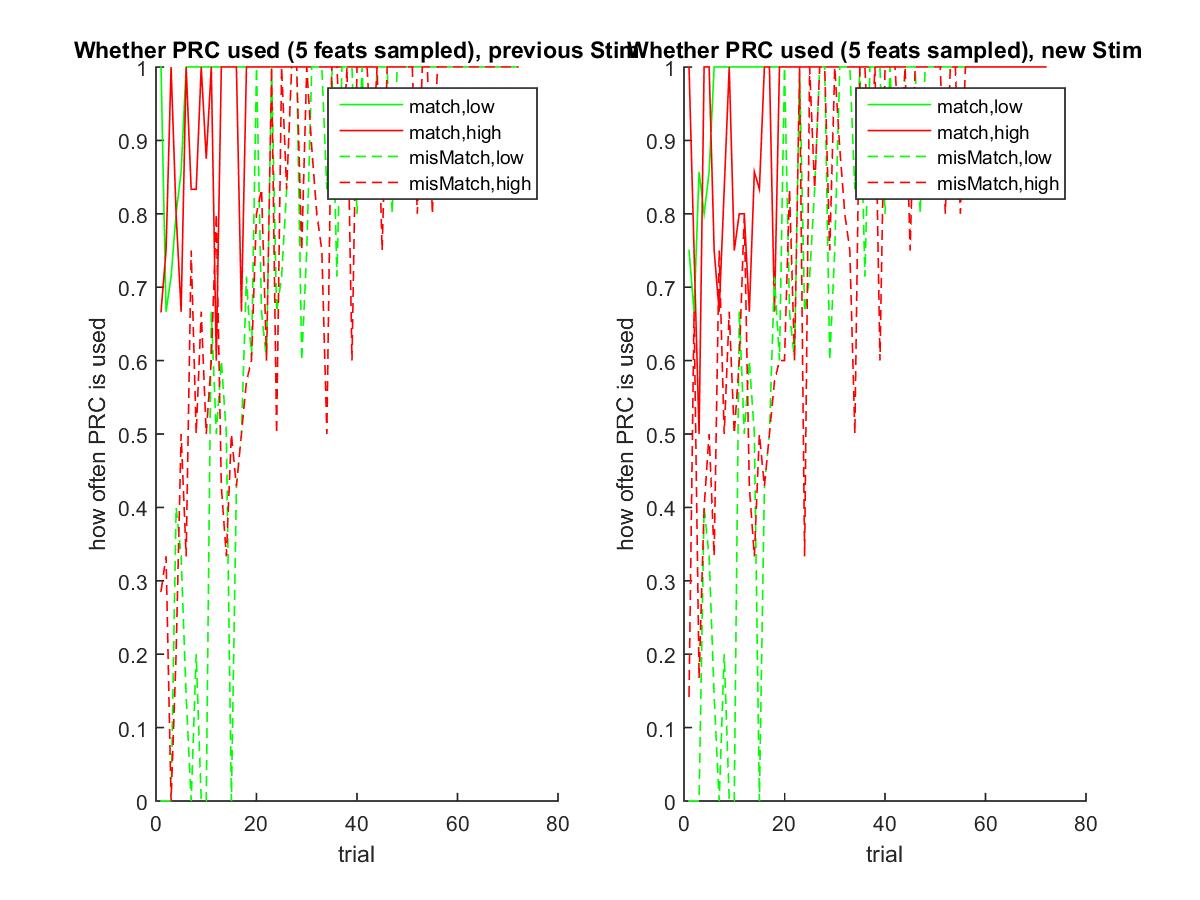 Whether PRC used (5 feats sampled), previous Stim
Whether PRC used (5 feats sampled), new Stim
how often PRC is used
1
0.9
0.8
0.7
0.6
0.5
0.4
0.3
0.2
0.1
0
match,low
match,high
misMatch,low
misMatch,high
0 20 40 60 80
trial
how often PRC is used
1
0.9
0.8
0.7
0.6
0.5
0.4
0.3
0.2
0.1
0
match,low
match,high
misMatch,low
misMatch,high
0 20 40 60 80
trial